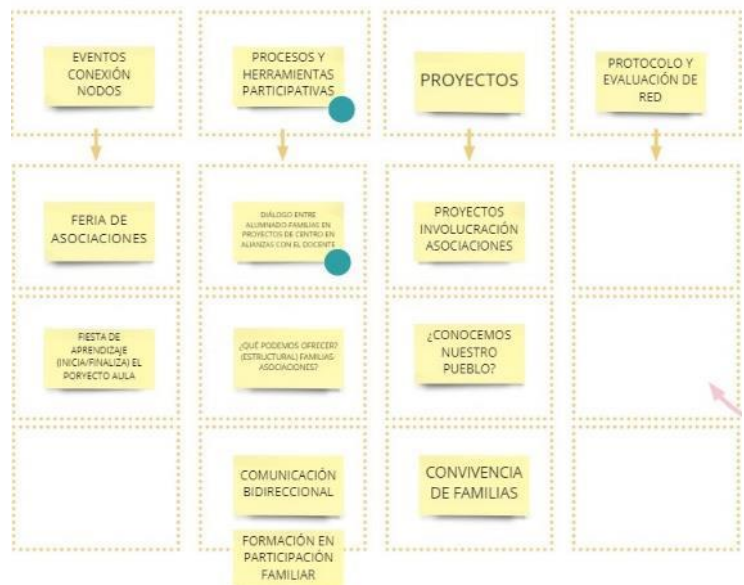 EVENTOS
CONEXIÓN
NODOS
PROCESOS Y
HERRAMIENTAS
PARTICIPATIVAS
PROYECTOS
PROTOCOLO Y
EVALUACIÓN DE
RED
FERIA DE
ASOCIACIONES
DIÁLOGO ENTRE
ALUMNADO-FAMILIAS EN
PROYECTOS DE CENTRO EN
ALIANZAS CON EL DOCENTE
PROYECTOS
INVOLUCRACIÓN
ASOCIACIONES
FIESTA DE
APRENDIZAJE
(INICIA/FINALIZA) EL
PORYECTO AULA
¿QUÉ PODEMOS OFRECER?
(ESTRUCTURAL) FAMILIAS-
ASOCIACIONES?
¿CONOCEMOS
NUESTRO
PUEBLO?
COMUNICACIÓN
BIDIRECCIONAL
CONVIVENCIA
DE FAMILIAS
FORMACIÓN EN
PARTICIPACIÓN
FAMILIAR